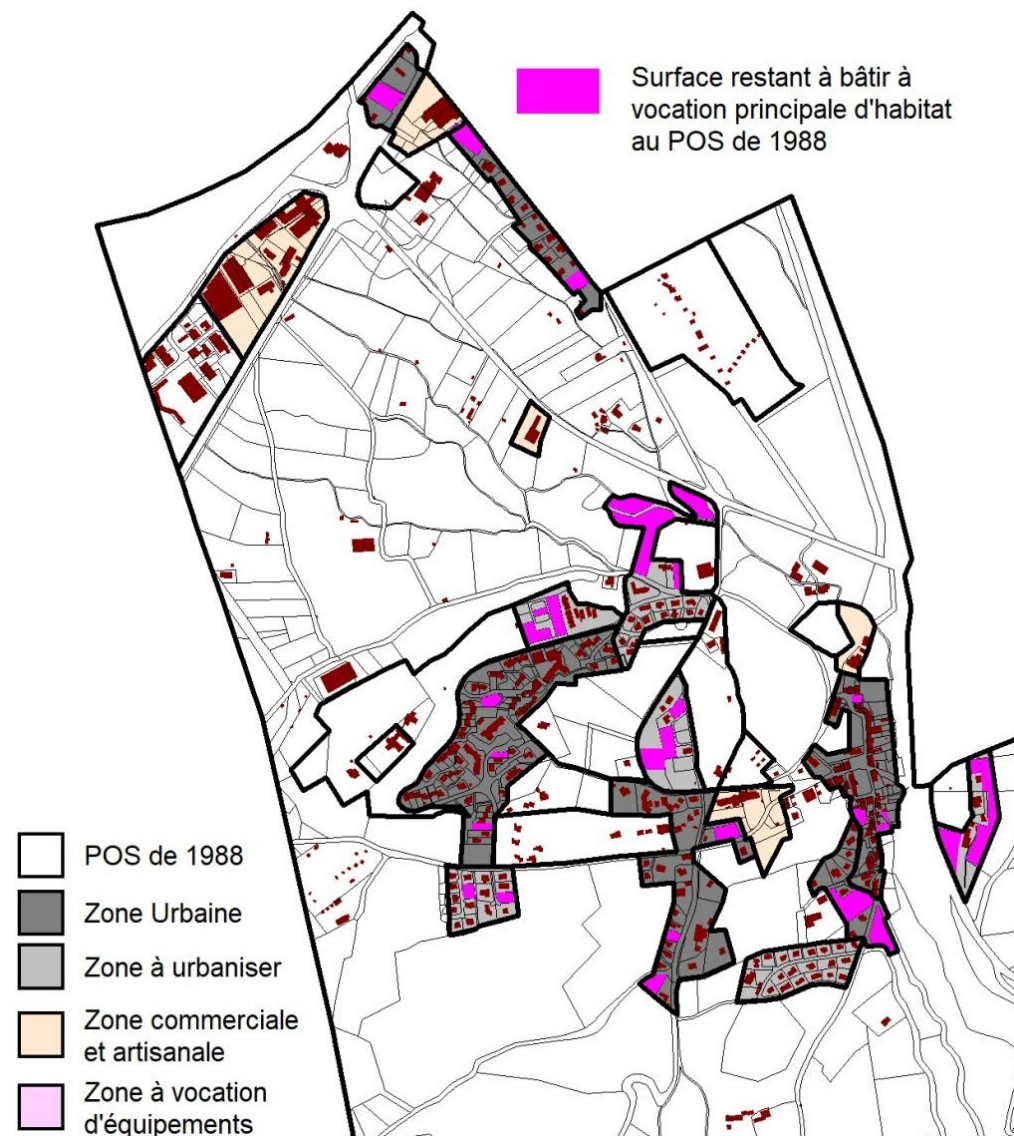 Surface restant à bâtir à
vocation principale d'habitat
au POS de 1988
POS de 1988
Zone Urbaine
Zone à urbaniser
Zone commerciale
et artisanale
Zone à vocation
d'équipements